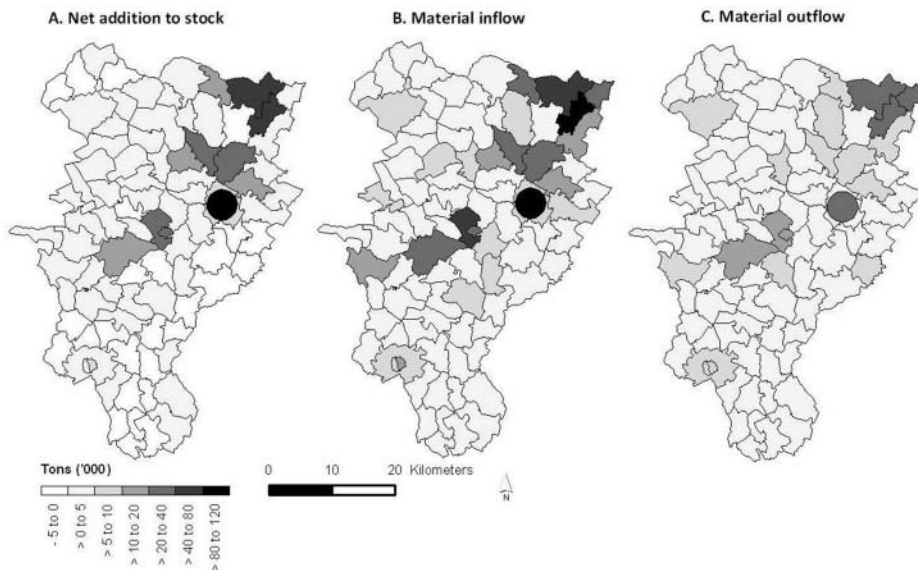 A. Net addition to stock
B. Material inflow
C. Material outflow
Tons ('000)
- 5 to 0
> 0 to 5
> 5 to 10
> 10 to 20
> 20 to 40
> 40 to 80
> 80 to 120
0 10 20 Kilometers
N